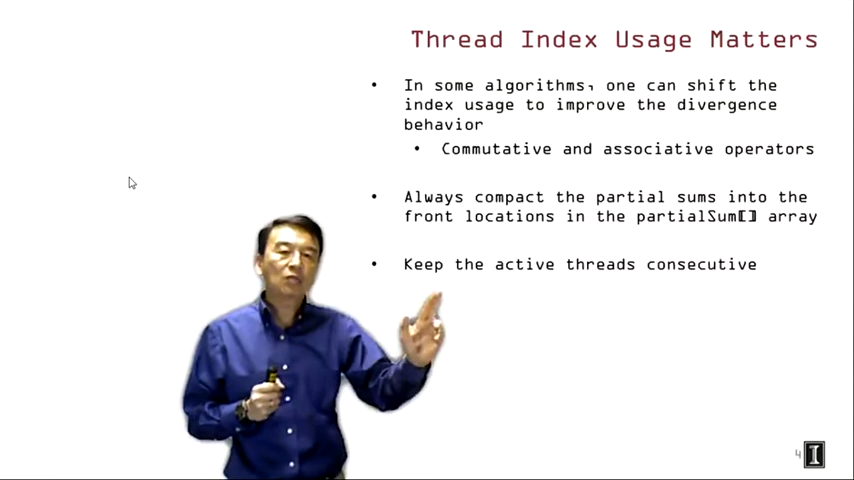 Thread Index Usage Matters
• In some algorithms, one can shift the
index usage to improve the divergence
behavior
• Commutative and associative operators
• Always compact the partial sums into the
front locations in the partialSum[] array
• Keep the active threads consecutive
4 I